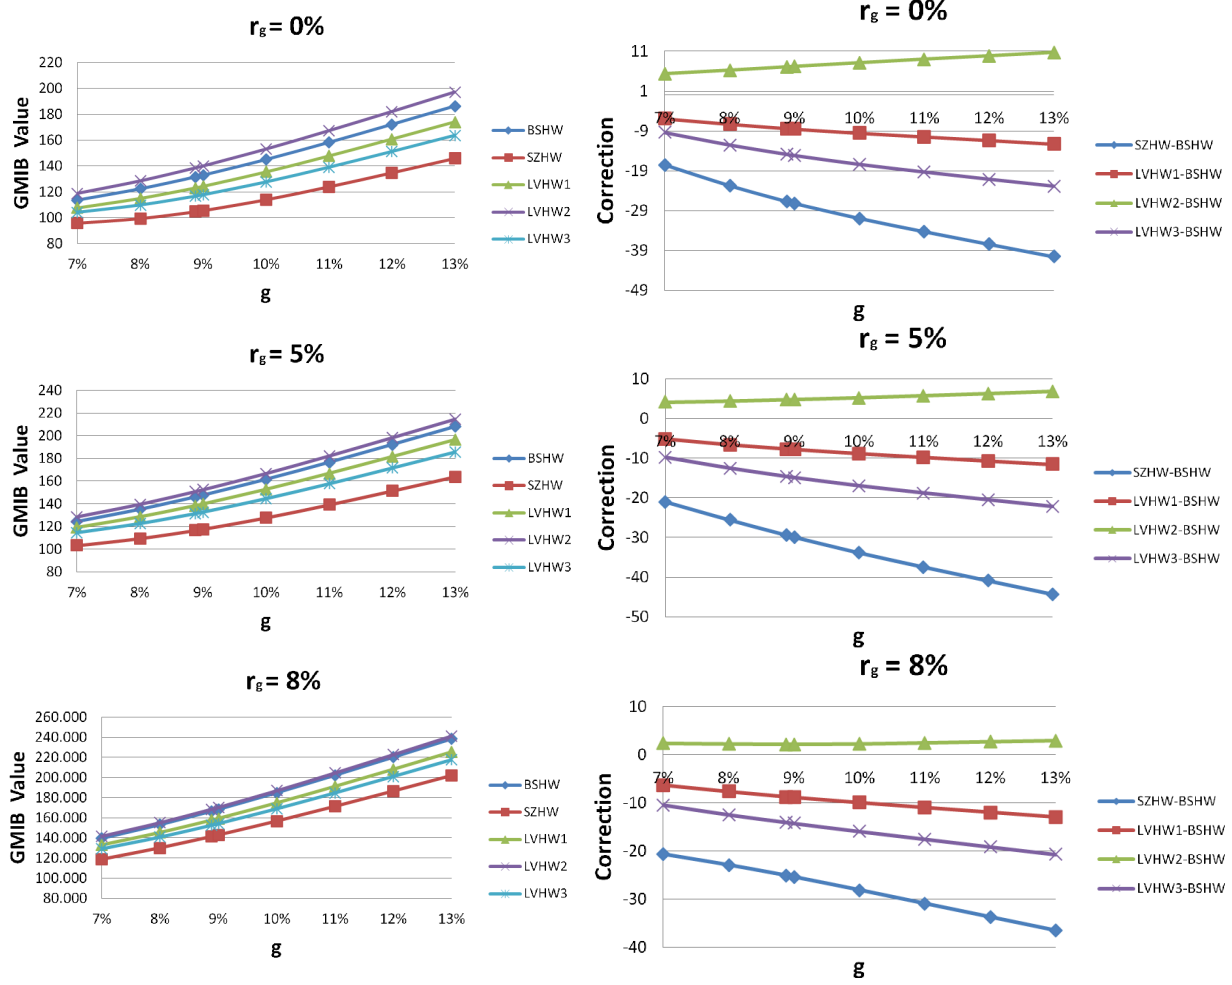 r_g = 0%
220
200
180
160
140
120
100
80
GMIB Value
7%
8%
9%
10%
11%
12%
13%
g
BSHW
SZHW
LVHW1
LVHW2
LVHW3
r_g = 0%
11
1
-9
-19
-29
-39
-49
Correction
7%
8%
9%
10%
11%
12%
13%
g
SZHW-BSHW
LVHW1-BSHW
LVHW2-BSHW
LVHW3-BSHW
r_g = 5%
240
220
200
180
160
140
120
100
80
GMIB Value
7%
8%
9%
10%
11%
12%
13%
g
BSHW
SZHW
LVHW1
LVHW2
LVHW3
r_g = 5%
10
0
-10
-20
-30
-40
-50
Correction
7%
8%
9%
10%
11%
12%
13%
g
SZHW-BSHW
LVHW1-BSHW
LVHW2-BSHW
LVHW3-BSHW
r_g = 8%
260.000
240.000
220.000
200.000
180.000
160.000
140.000
120.000
100.000
80.000
GMIB Value
7%
8%
9%
10%
11%
12%
13%
g
BSHW
SZHW
LVHW1
LVHW2
LVHW3
r_g = 8%
10
0
-10
-20
-30
-40
Correction
7%
8%
9%
10%
11%
12%
13%
g
SZHW-BSHW
LVHW1-BSHW
LVHW2-BSHW
LVHW3-BSHW